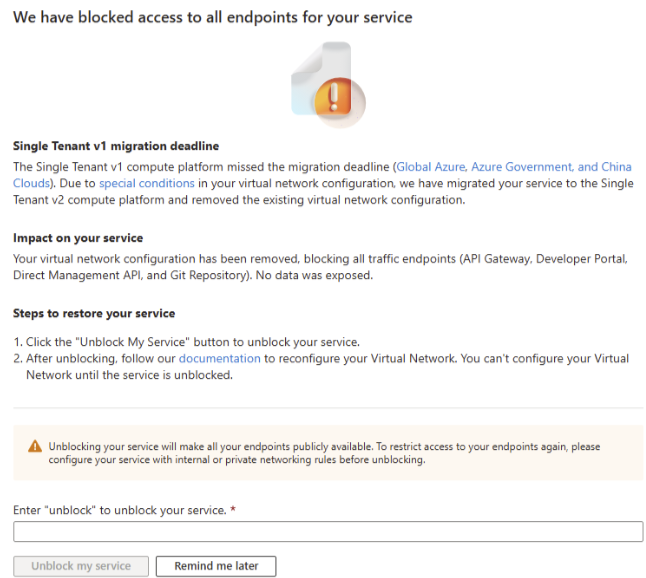 We have blocked access to all endpoints for your service
Single Tenant v1 migration deadline
The Single Tenant v1 compute platform missed the migration deadline (Global Azure, Azure Government, and China
Clouds). Due to special conditions in your virtual network configuration, we have migrated your service to the Single
Tenant v2 compute platform and removed the existing virtual network configuration.
Impact on your service
Your virtual network configuration has been removed, blocking all traffic endpoints (API Gateway, Developer Portal,
Direct Management API, and Git Repository). No data was exposed.
Steps to restore your service
1. Click the "Unblock My Service" button to unblock your service.
2. After unblocking, follow our documentation to reconfigure your Virtual Network. You can't configure your Virtual
Network until the service is unblocked.
Unblocking your service will make all your endpoints publicly available. To restrict access to your endpoints again, please
configure your service with internal or private networking rules before unblocking.
Enter "unblock" to unblock your service. *
Unblock my service Remind me later